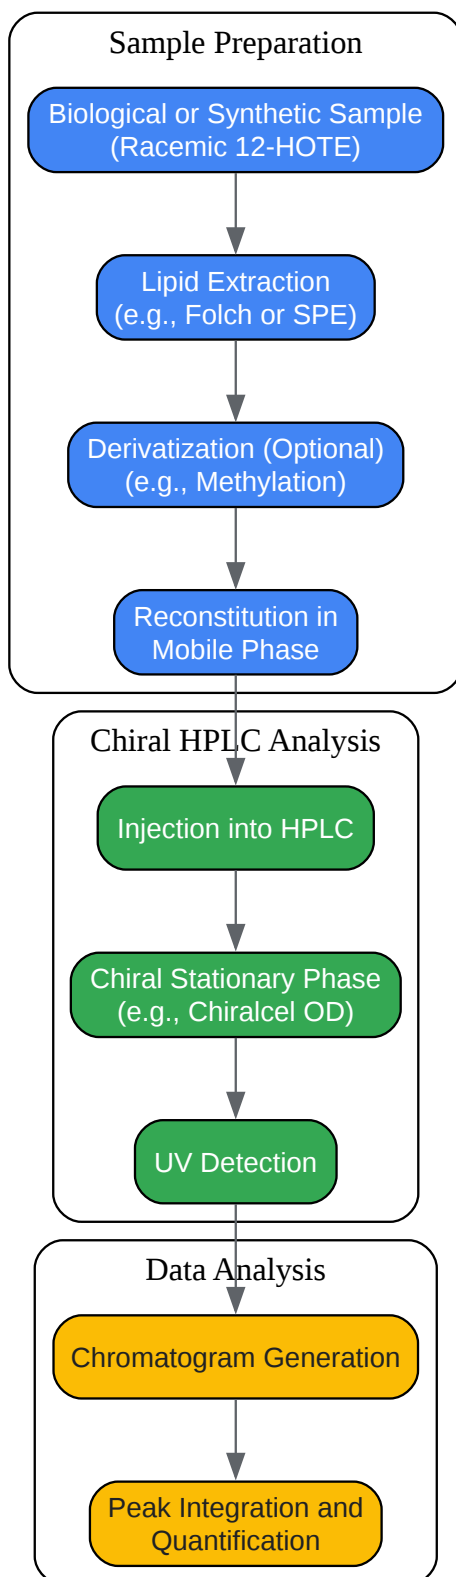 Sample Preparation
Biological or Synthetic Sample
(Racemic 12-HOTE)
Lipid Extraction
(e.g., Folch or SPE)
Derivatization (Optional)
(e.g., Methylation)
Reconstitution in
Mobile Phase
Chiral HPLC Analysis
Injection into HPLC
Chiral Stationary Phase
(e.g., Chiralcel OD)
UV Detection
Data Analysis
Chromatogram Generation
Peak Integration and
Quantification